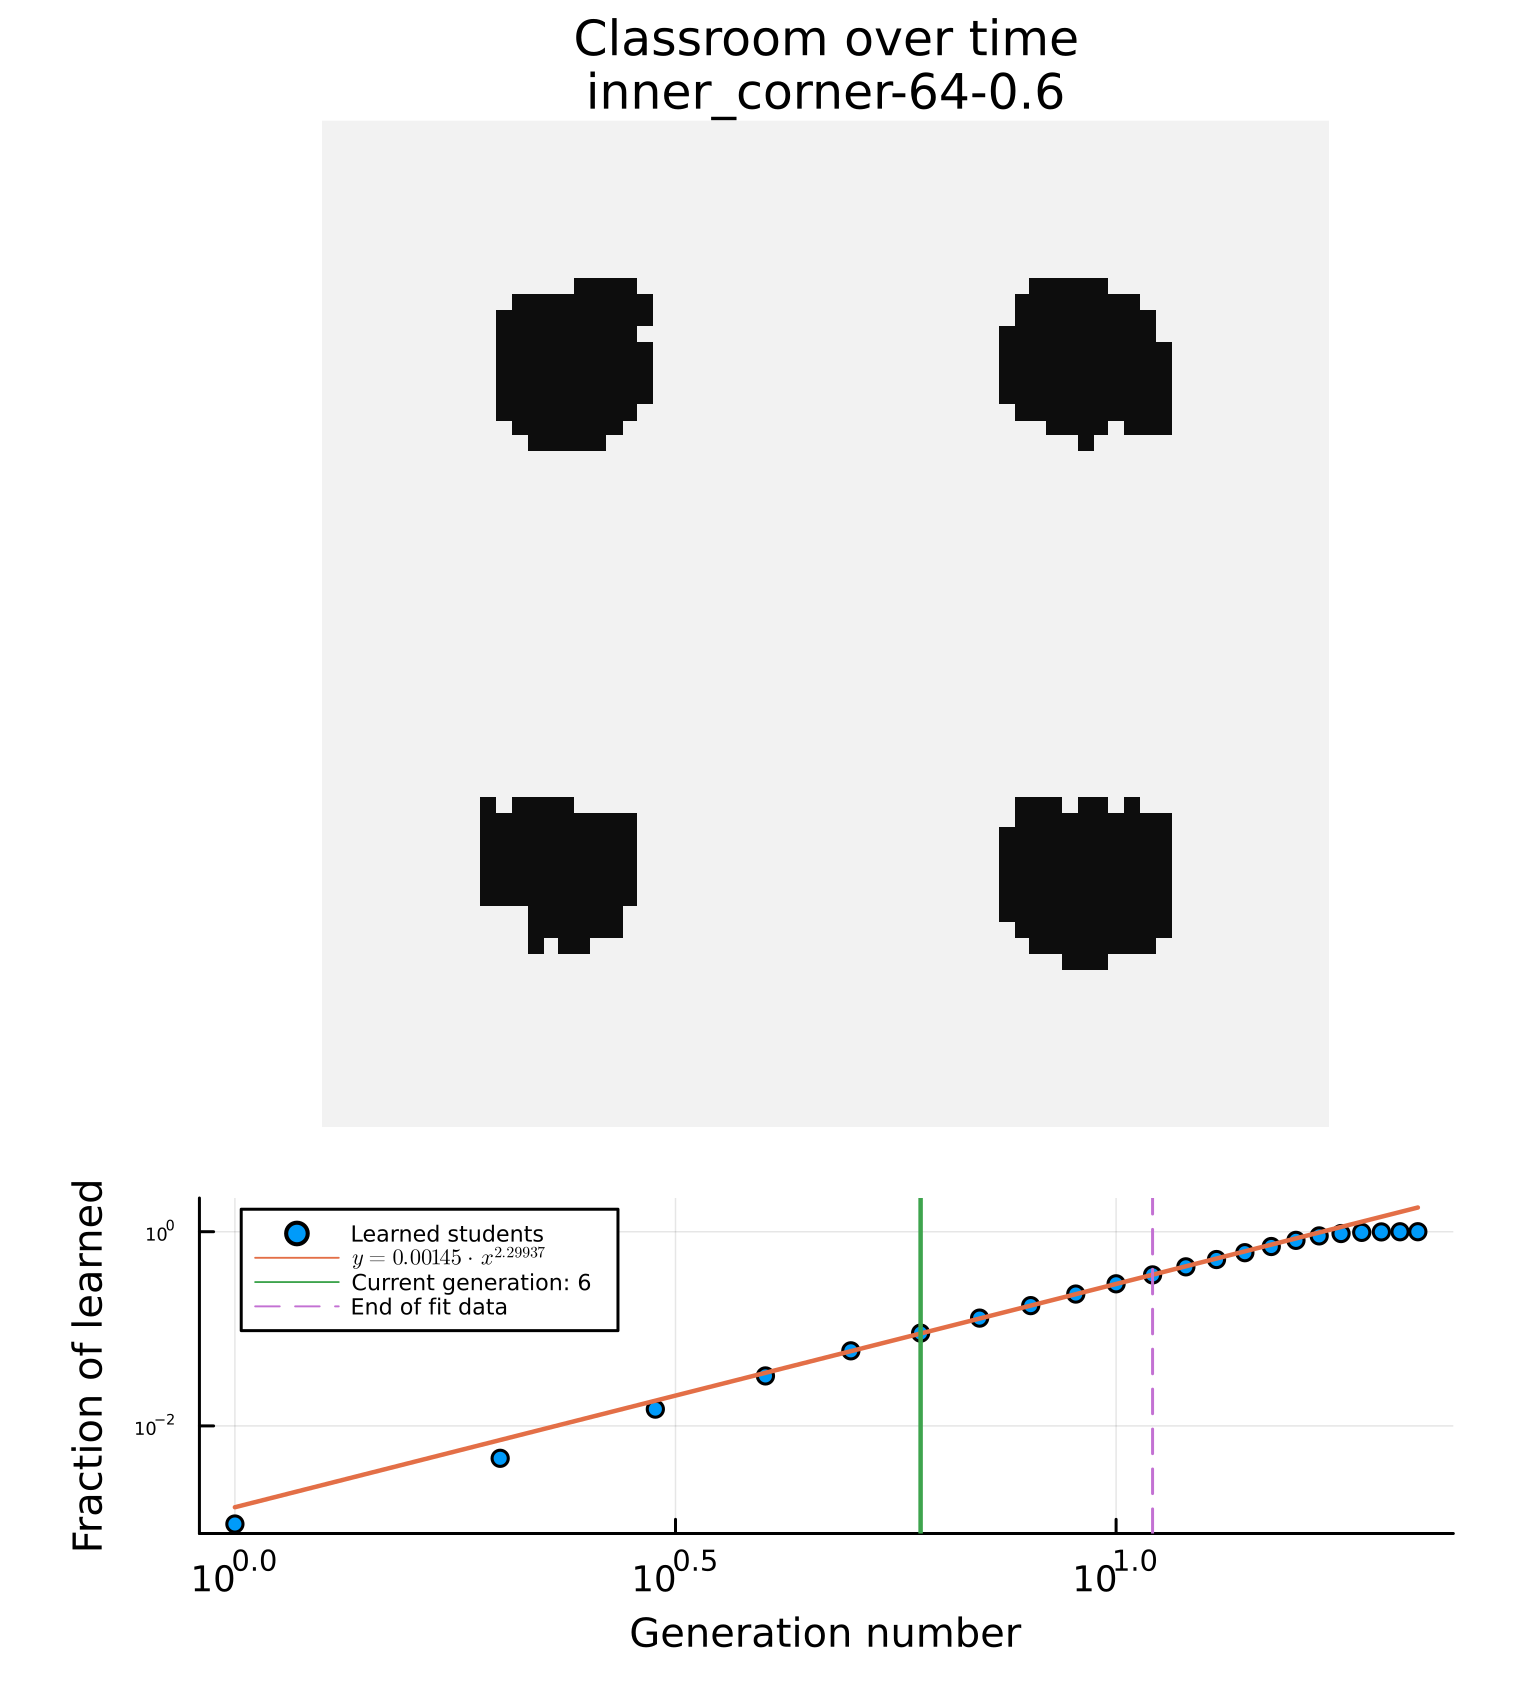 Classroom over time
inner_corner-64-0.6
Fraction of learned
10^0
10^−2
Learned students
y = 0.00145 · x^2.29937
Current generation: 6
End of fit data
10^0.0 10^0.5 10^1.0
Generation number